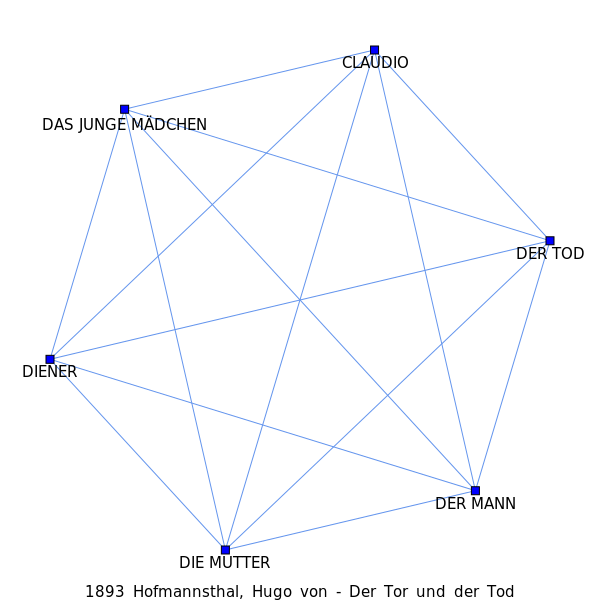 CLAUDIO
DAS JUNGE MÄDCHEN
DER TOD
DIENER
DER MANN
DIE MUTTER
1893 Hofmannsthal, Hugo von - Der Tor und der Tod